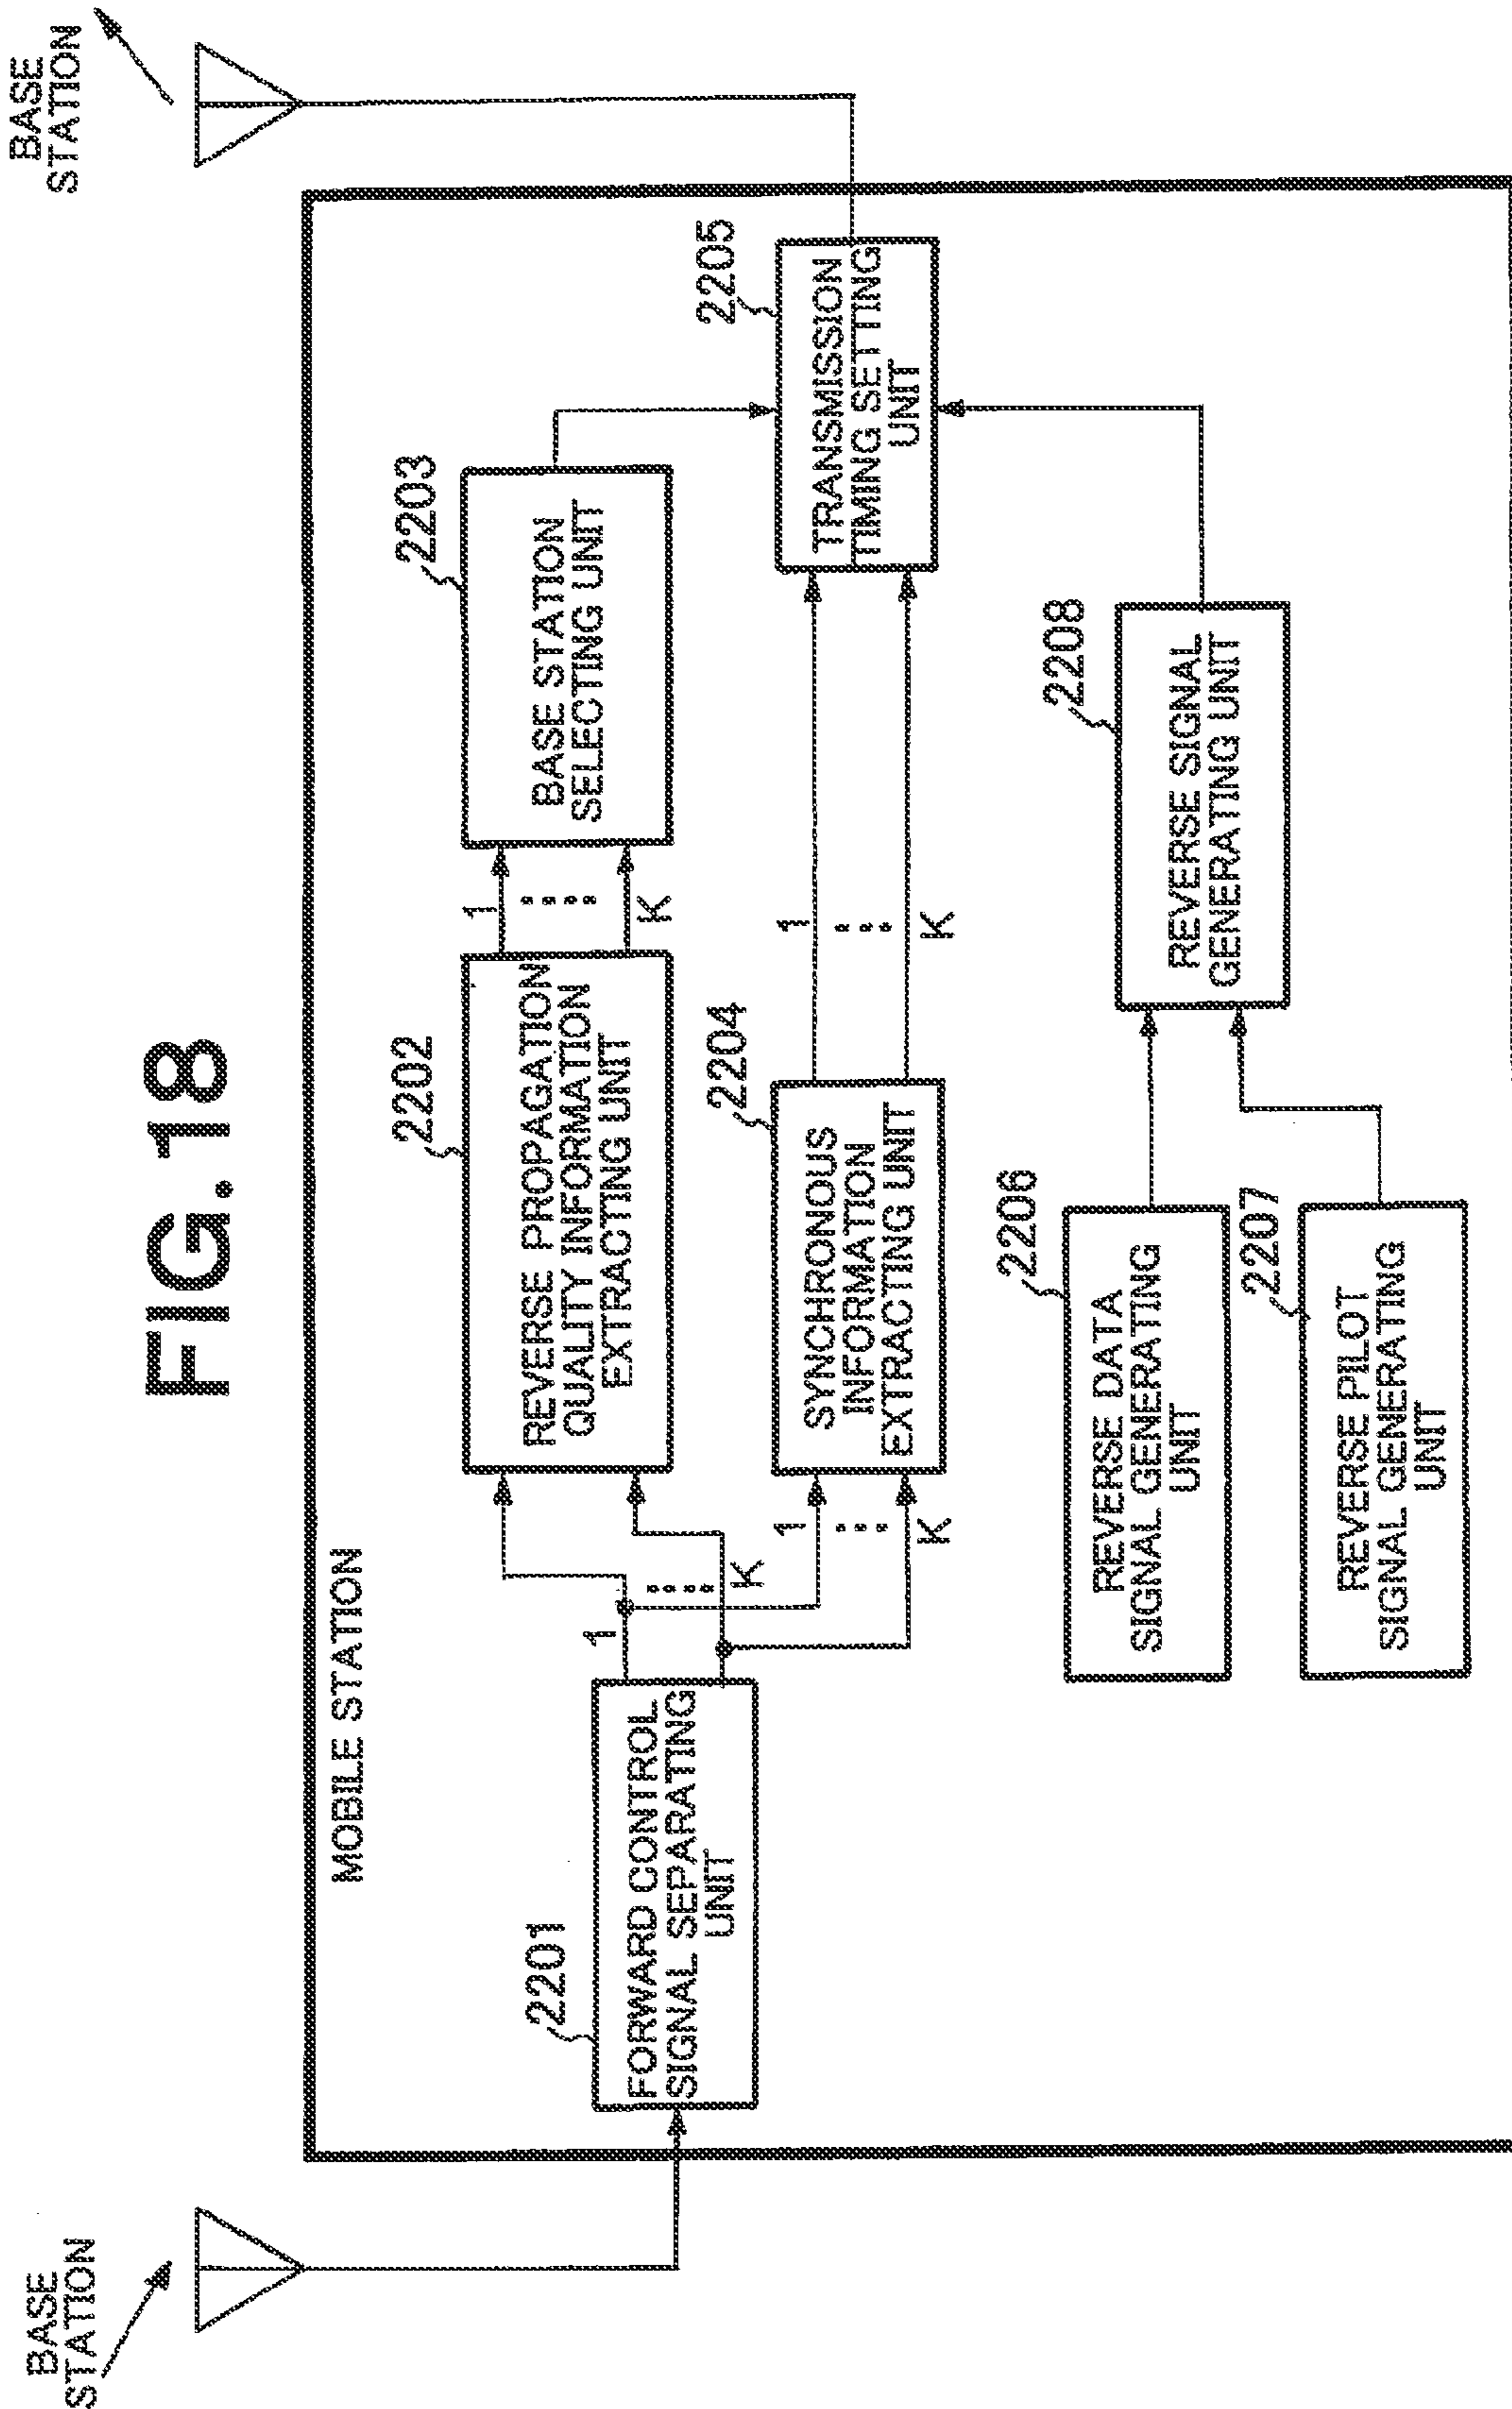 FIG.18
BASE
STATION
BASE
STATION
MOBILE STATION
2201
FORWARD CONTROL
SIGNAL SEPARATING
UNIT
1
K
2202
REVERSE PROPAGATION
QUALITY INFORMATION
EXTRACTING UNIT
1
K
2203
BASE STATION
SELECTING UNIT
1
K
2204
SYNCHRONOUS
INFORMATION
EXTRACTING UNIT
1
K
2205
TRANSMISSION
TIMING SETTING
UNIT
2206
REVERSE DATA
SIGNAL GENERATING
UNIT
2207
REVERSE PILOT
SIGNAL GENERATING
UNIT
2208
REVERSE SIGNAL
GENERATING UNIT